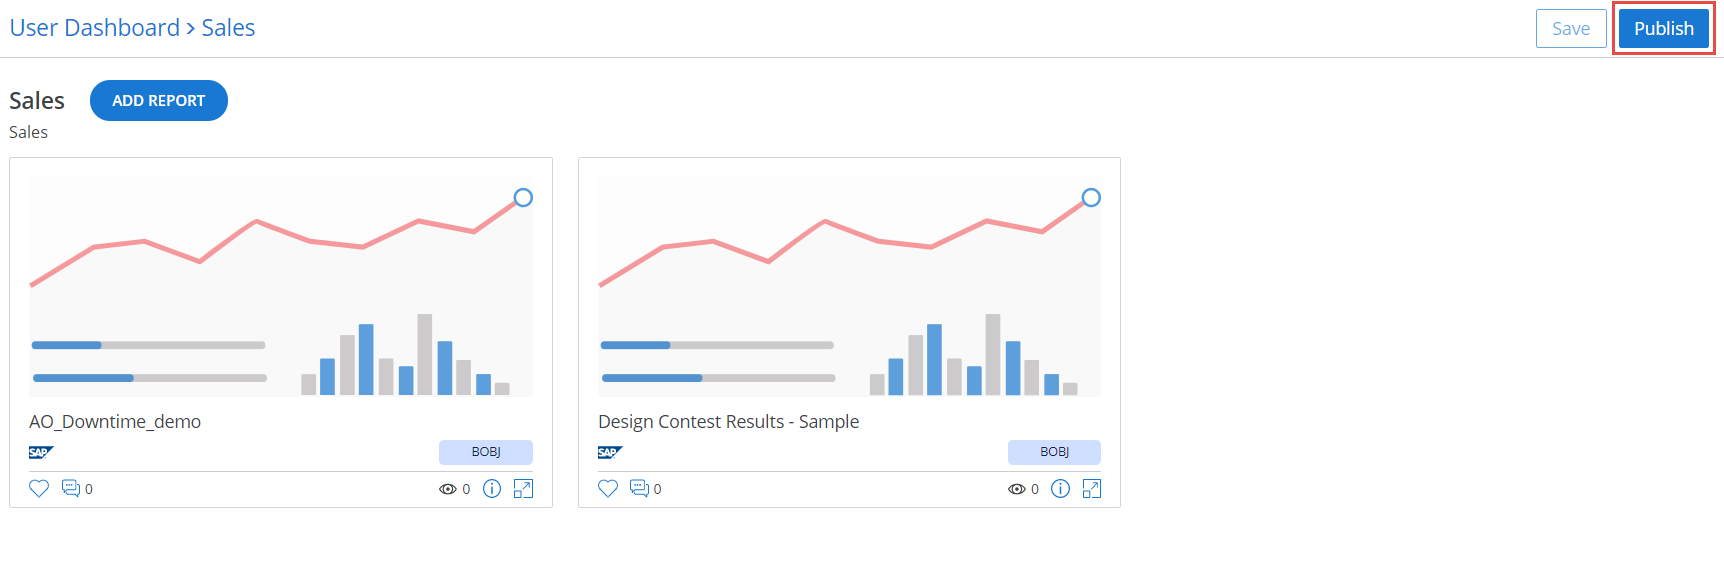 User Dashboard > Sales
Save
Publish
Sales
ADD REPORT
Sales
AO_Downtime_demo
SAP
BOBJ
0
0
Design Contest Results - Sample
SAP
BOBJ
0
0